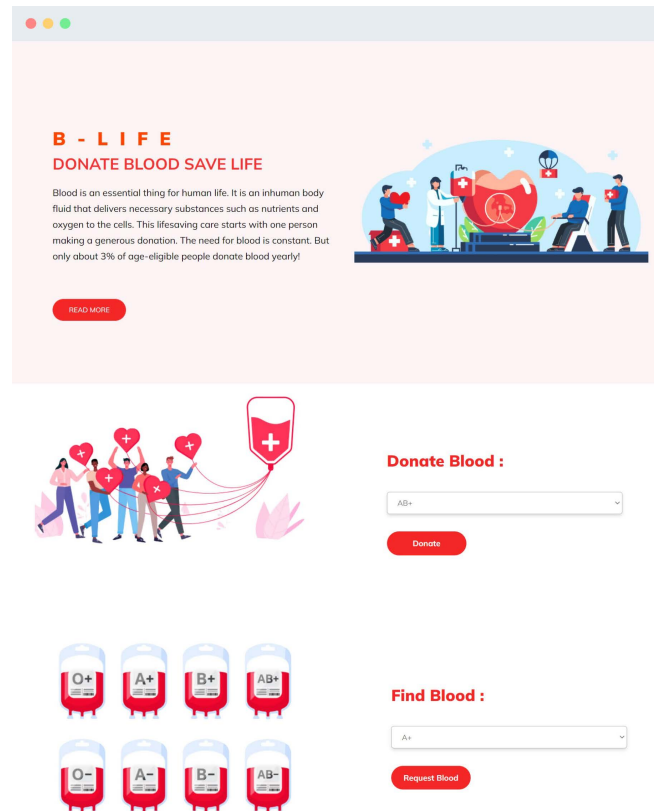 B - LIFE
DONATE BLOOD SAVE LIFE
Blood is an essential thing for human life. It is an inhuman body
fluid that delivers necessary substances such as nutrients and
oxygen to the cells. This lifesaving care starts with one person
making a generous donation. The need for blood is constant. But
only about 3% of age-eligible people donate blood yearly!
READ MORE
Donate Blood :
AB+
Donate
O+ A+ B+ AB+
Find Blood :
A+
O- A- B- AB-
Request Blood